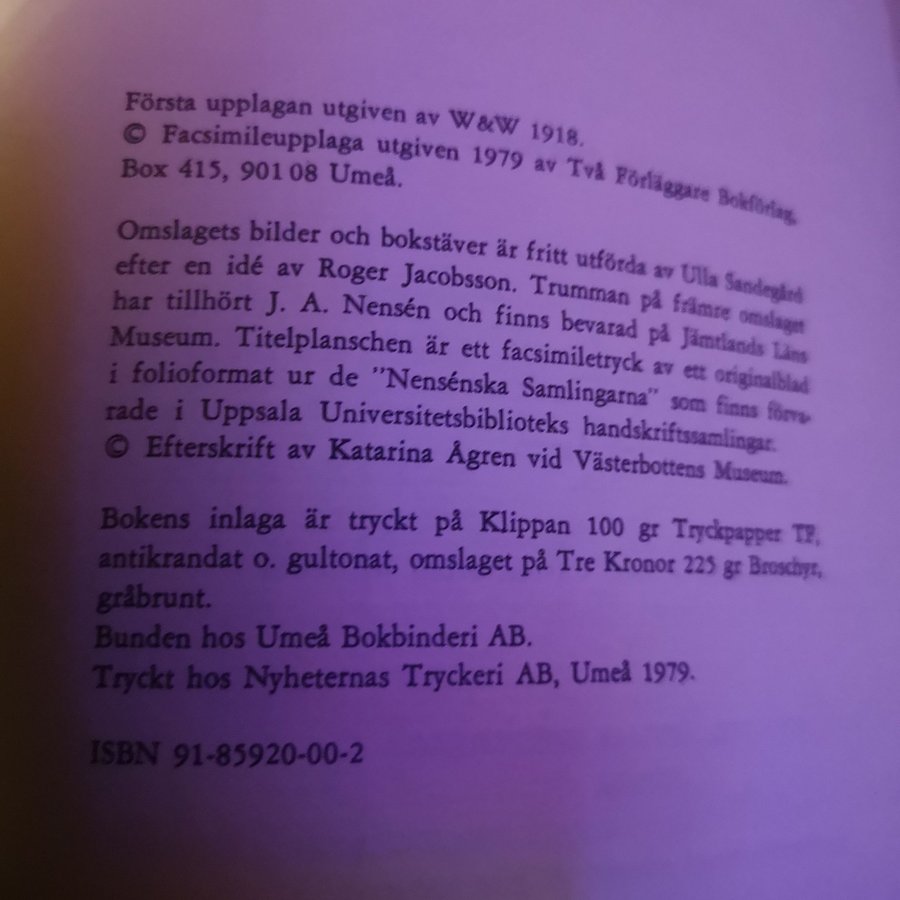 Första upplagan utgiven av W&W 1918.
© Facsimileupplaga utgiven 1979 av Två Förläggare Bokförlag,
Box 415, 901 08 Umeå.
Omslagets bilder och bokstäver är fritt utförda av Ulla Sandegård
efter en idé av Roger Jacobsson. Trumman på främre omslaget
har tillhört J. A. Nensén och finns bevarad på Jämtlands Läns
Museum. Titelplanschen är ett facsimiletryck av ett originalblad
i folioformat ur de "Nensénska Samlingarna" som finns förva-
rade i Uppsala Universitetsbiblioteks handskriftssamlingar.
© Efterskrift av Katarina Ågren vid Västerbottens Museum.
Bokens inlaga är tryckt på Klippan 100 gr Tryckpapper TP,
antikrandat o. gultonat, omslaget på Tre Kronor 225 gr Broschyr,
gråbrunt.
Bunden hos Umeå Bokbinderi AB.
Tryckt hos Nyheternas Tryckeri AB, Umeå 1979.
ISBN 91-85920-00-2